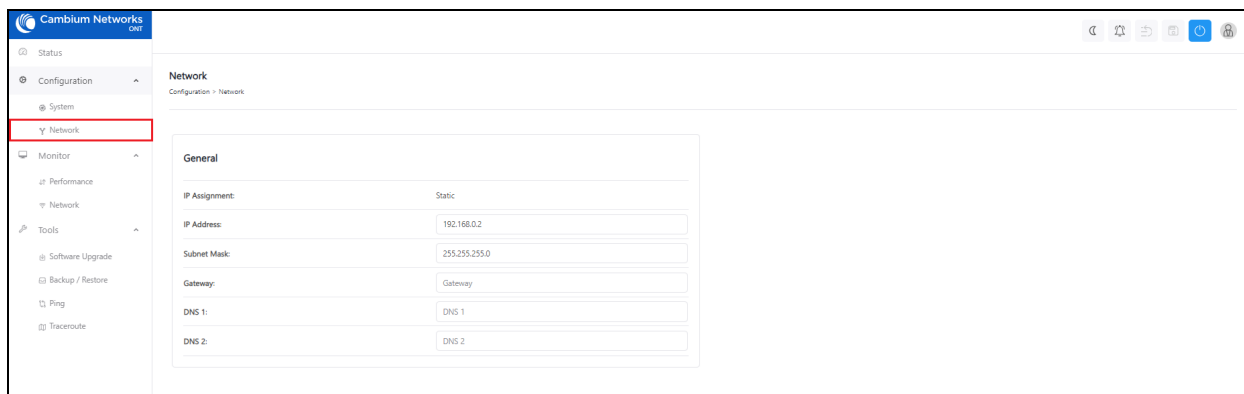 Cambium Networks
ONT
Status
Configuration
System
Network
Monitor
Performance
Network
Tools
Software Upgrade
Backup / Restore
Ping
Traceroute
Network
Configuration > Network
General
IP Assignment: Static
IP Address: 192.168.0.2
Subnet Mask: 255.255.255.0
Gateway: Gateway
DNS 1: DNS 1
DNS 2: DNS 2